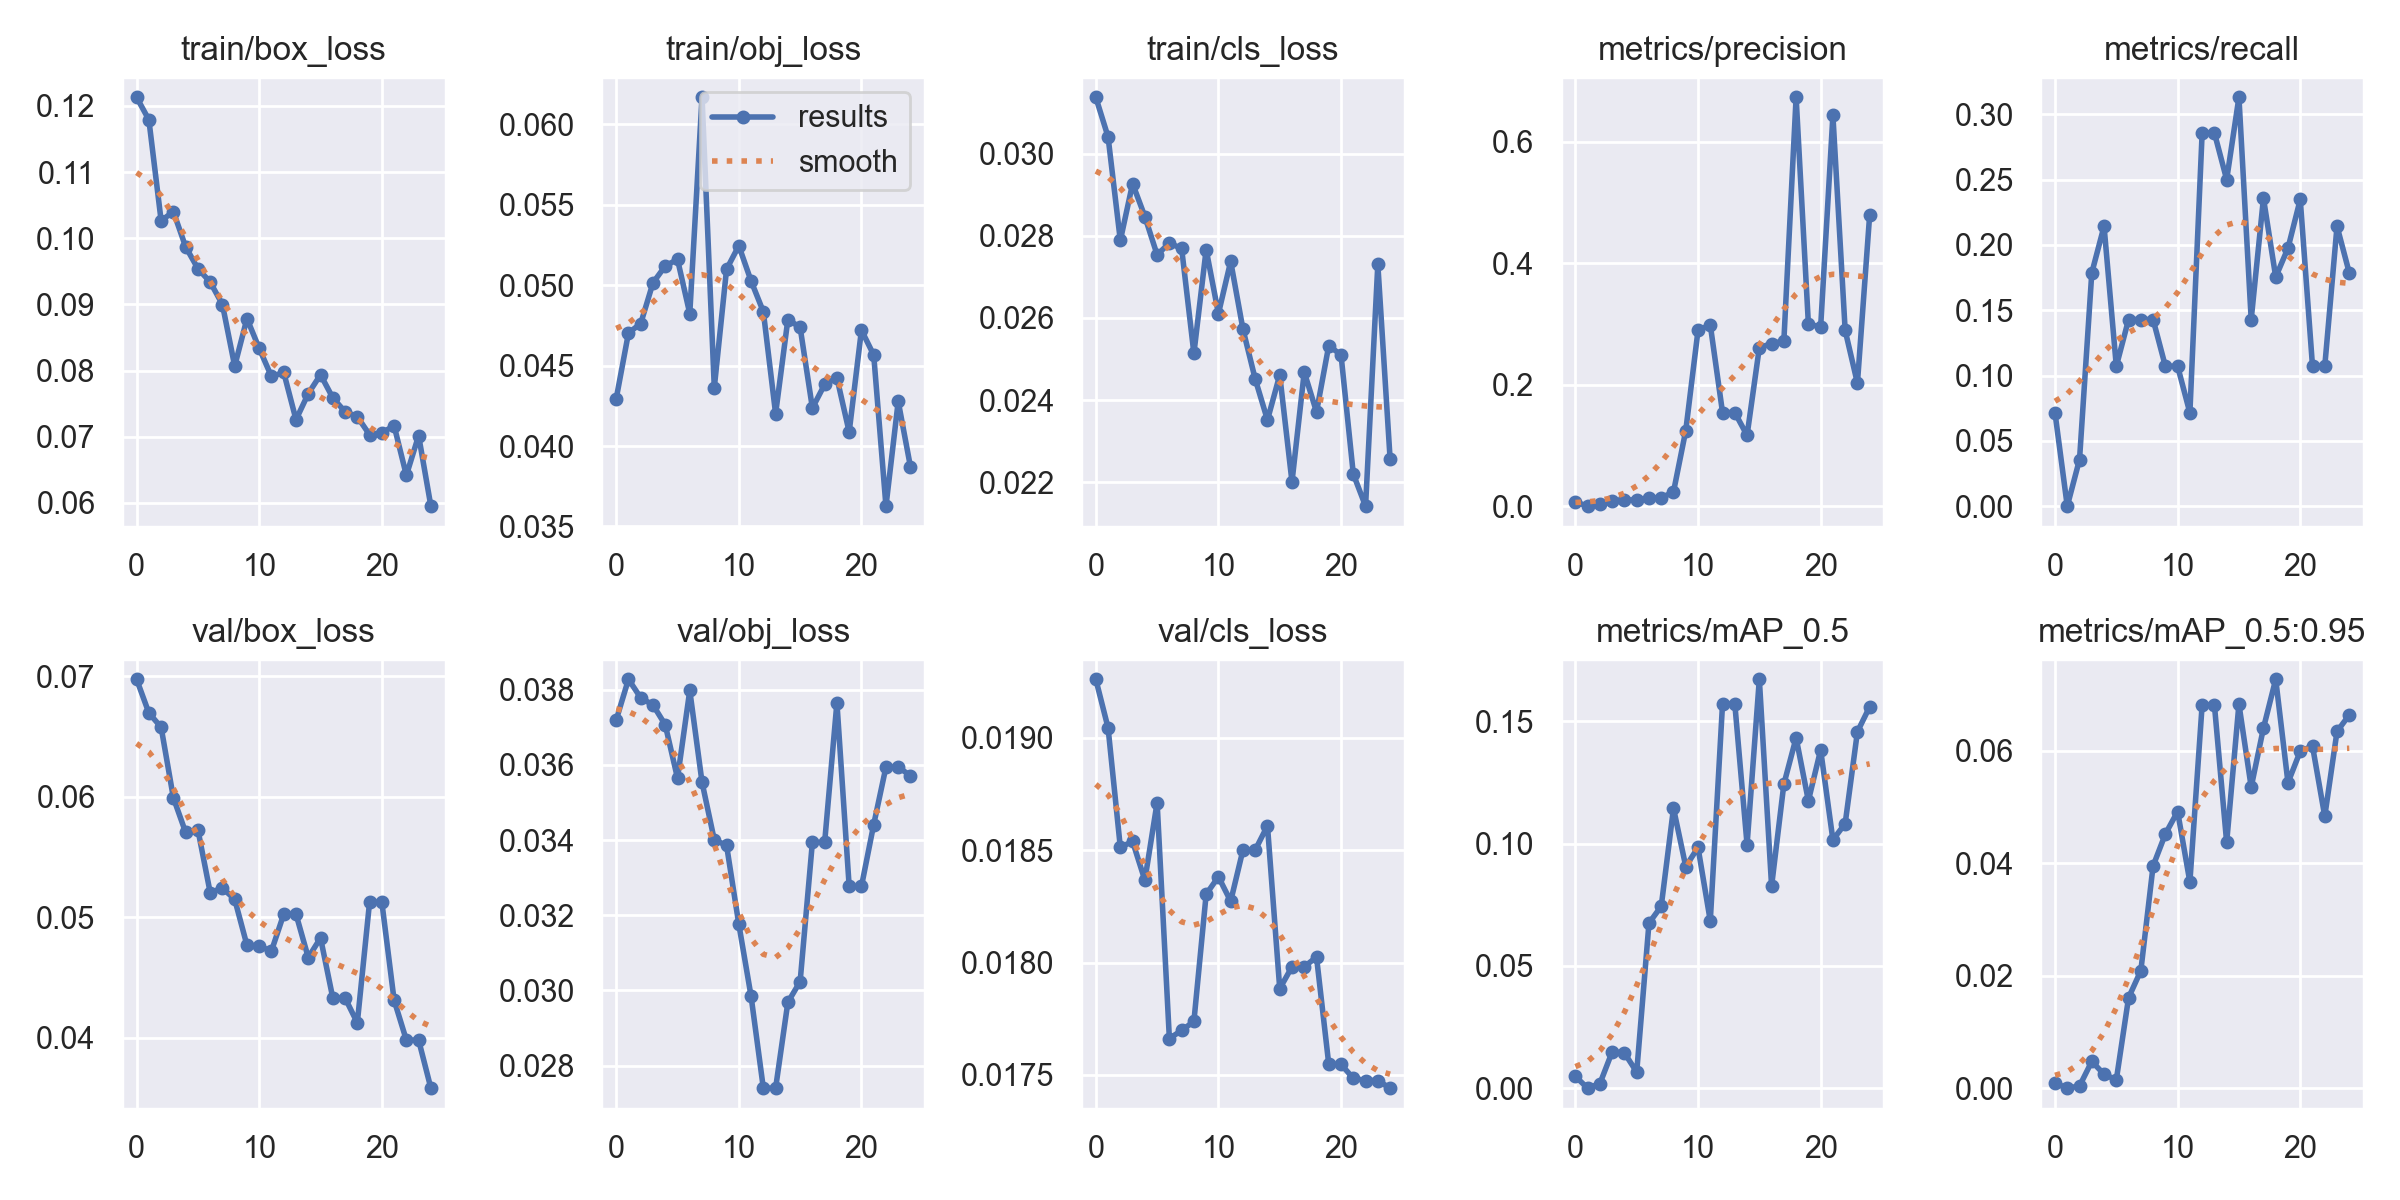 train/box_loss
0.12
0.11
0.10
0.09
0.08
0.07
0.06
0 10 20
train/obj_loss
results
smooth
0.060
0.055
0.050
0.045
0.040
0.035
0 10 20
train/cls_loss
0.030
0.028
0.026
0.024
0.022
0 10 20
metrics/precision
0.6
0.4
0.2
0.0
0 10 20
metrics/recall
0.30
0.25
0.20
0.15
0.10
0.05
0.00
0 10 20
val/box_loss
0.07
0.06
0.05
0.04
0 10 20
val/obj_loss
0.038
0.036
0.034
0.032
0.030
0.028
0 10 20
val/cls_loss
0.0190
0.0185
0.0180
0.0175
0 10 20
metrics/mAP_0.5
0.15
0.10
0.05
0.00
0 10 20
metrics/mAP_0.5:0.95
0.06
0.04
0.02
0.00
0 10 20